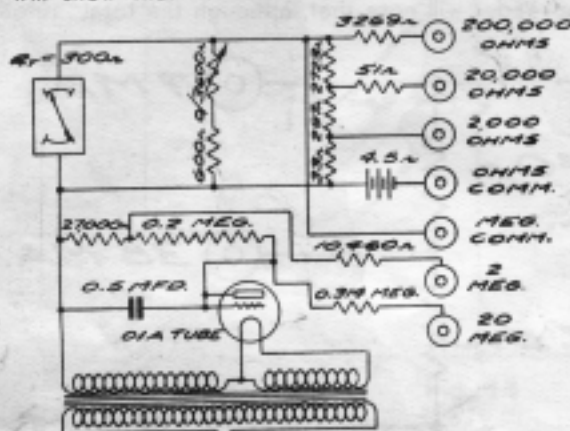 3269Ω
200,000 OHMS
51Ω
20,000 OHMS
2,000 OHMS
4.5Ω
OHMS COMM.
MEG. COMM.
27000Ω
0.2 MEG.
10,460Ω
2 MEG.
0.5 MFD.
0.314 MEG.
20 MEG.
01A TUBE
= 300Ω
600Ω